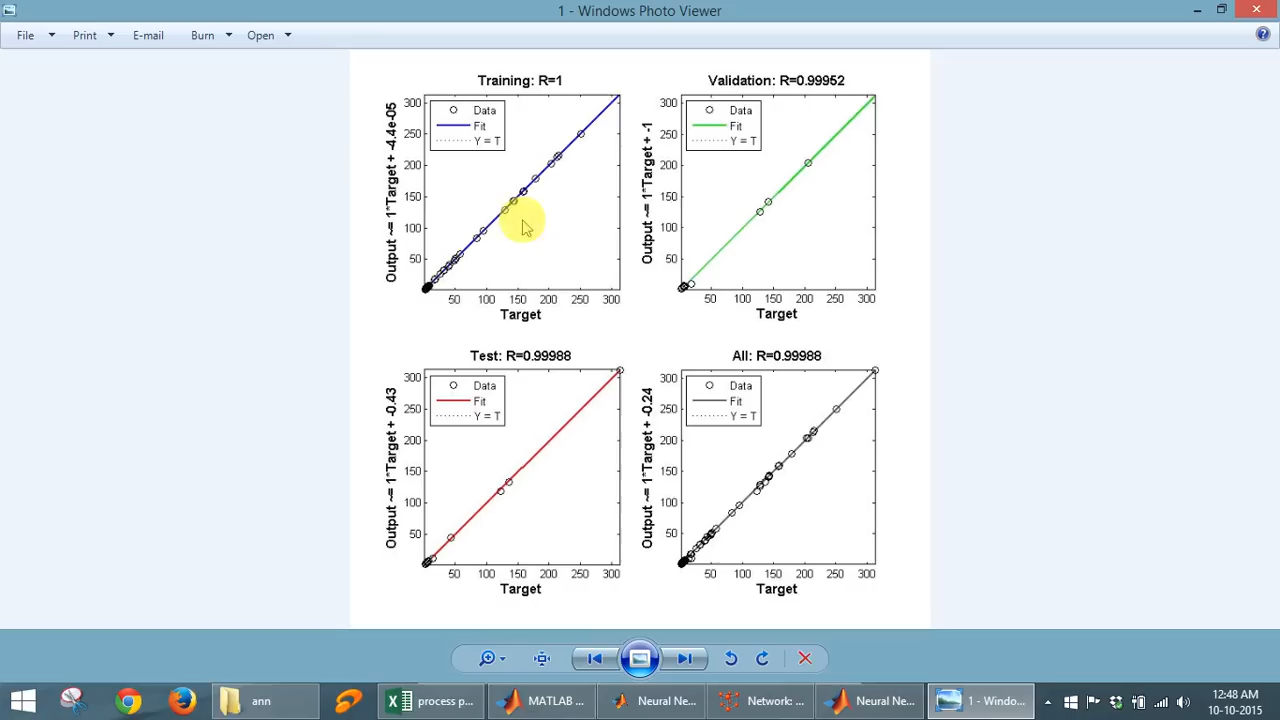 1 - Windows Photo Viewer
File Print E-mail Burn Open
Training: R=1
Output ~= 1*Target + -4.4e-05
300
250
200
150
100
50
Data
Fit
Y = T
50 100 150 200 250 300
Target
Validation: R=0.99952
Output ~= 1*Target + -1
300
250
200
150
100
50
Data
Fit
Y = T
50 100 150 200 250 300
Target
Test: R=0.99988
Output ~= 1*Target + -0.43
300
250
200
150
100
50
Data
Fit
Y = T
50 100 150 200 250 300
Target
All: R=0.99988
Output ~= 1*Target + -0.24
300
250
200
150
100
50
Data
Fit
Y = T
50 100 150 200 250 300
Target
ann
process p...
MATLAB ...
Neural Ne...
Network: ...
Neural Ne...
1 - Windo...
12:48 AM
10-10-2015